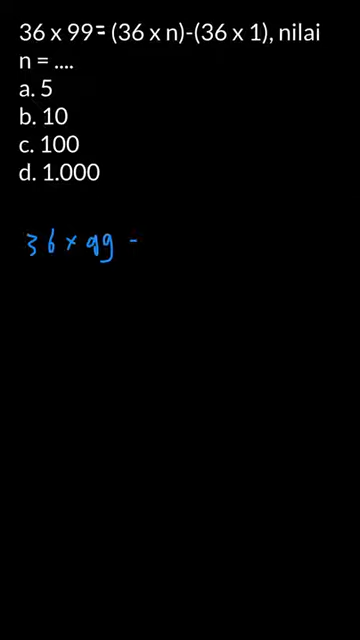 36 x 99 = (36 x n)-(36 x 1), nilai
n = ....
a. 5
b. 10
c. 100
d. 1.000
36 x 99 -